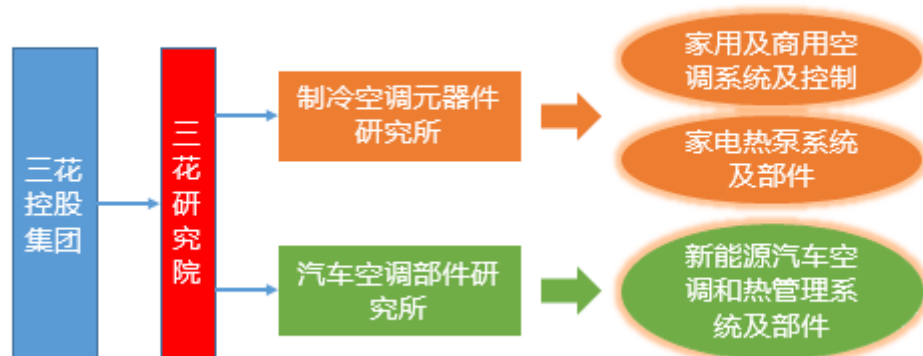 三花
控股
集团
三
花
研
究
院
制冷空调元器件
研究所
汽车空调部件研
究所
家用及商用空
调系统及控制
家电热泵系统
及部件
新能源汽车空
调和热管理系
统及部件